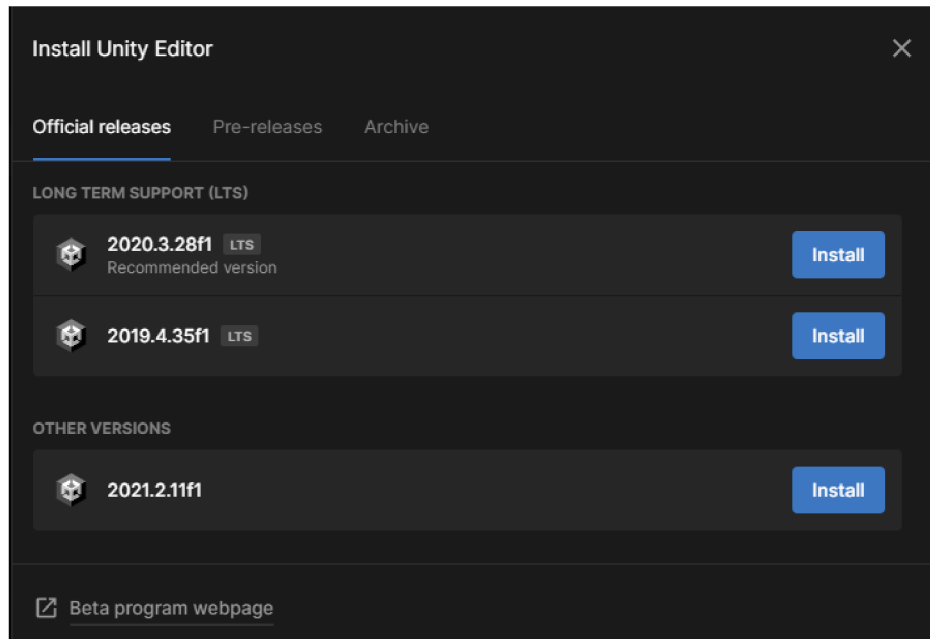 Install Unity Editor
Official releases Pre-releases Archive
LONG TERM SUPPORT (LTS)
2020.3.28f1 LTS
Recommended version
Install
2019.4.35f1 LTS
Install
OTHER VERSIONS
2021.2.11f1
Install
Beta program webpage